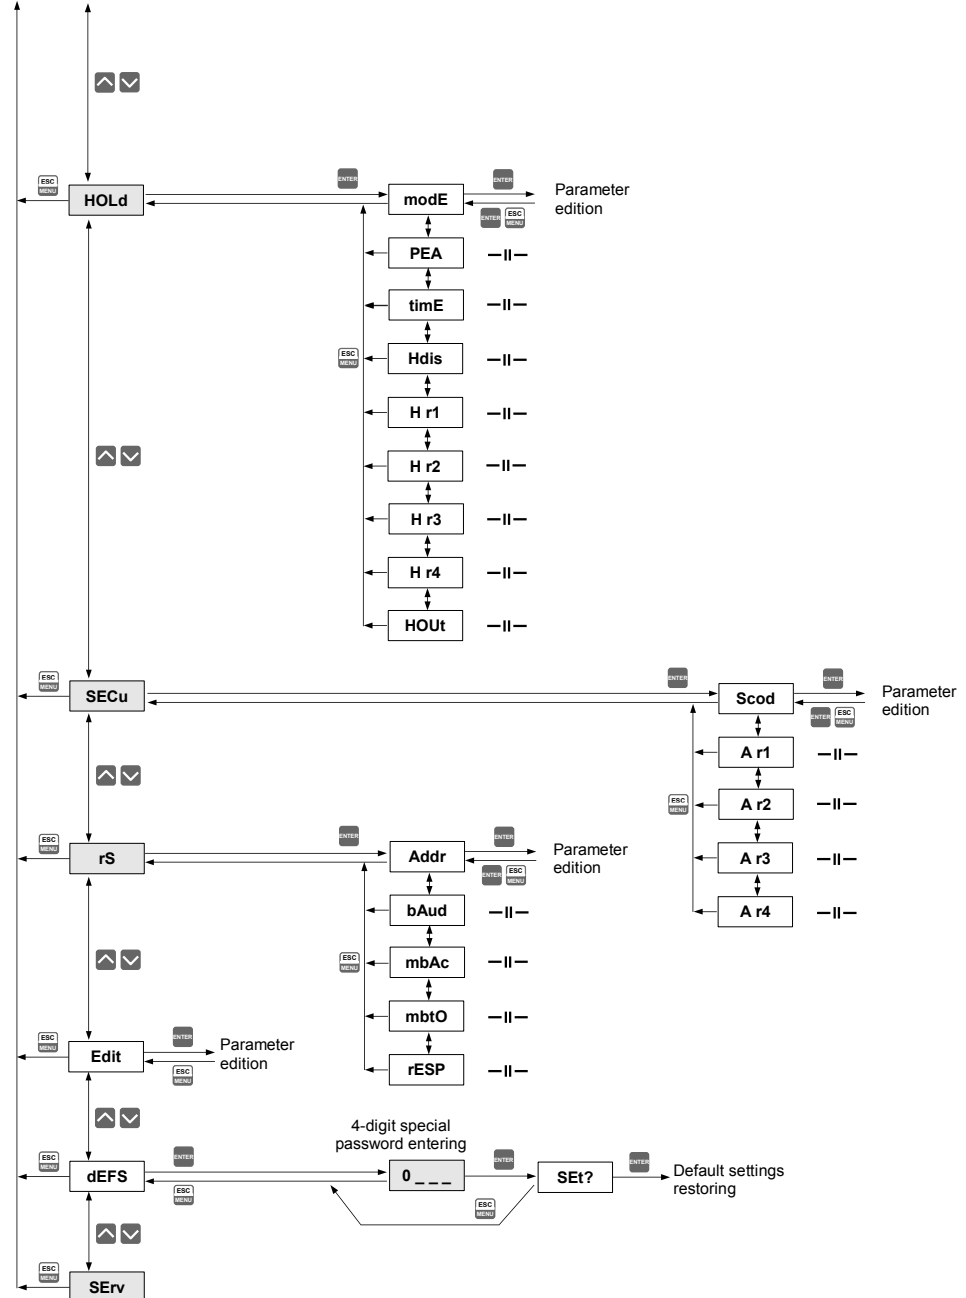 ESC
MENU
HOLd
ENTER
modE
ENTER
ENTER
ESC
MENU
Parameter
edition
PEA
–II–
timE
–II–
ESC
MENU
Hdis
–II–
H r1
–II–
H r2
–II–
H r3
–II–
H r4
–II–
HOUt
–II–
ESC
MENU
SECu
ENTER
Scod
ENTER
ENTER
ESC
MENU
Parameter
edition
A r1
–II–
ESC
MENU
A r2
–II–
A r3
–II–
A r4
–II–
ESC
MENU
rS
ENTER
Addr
ENTER
ENTER
ESC
MENU
Parameter
edition
bAud
–II–
ESC
MENU
mbAc
–II–
mbtO
–II–
rESP
–II–
ESC
MENU
Edit
ENTER
ESC
MENU
Parameter
edition
4-digit special
password entering
ESC
MENU
dEFS
ENTER
ESC
MENU
0 _ _ _
ENTER
ESC
MENU
SEt?
ENTER
Default settings
restoring
ESC
MENU
SErv